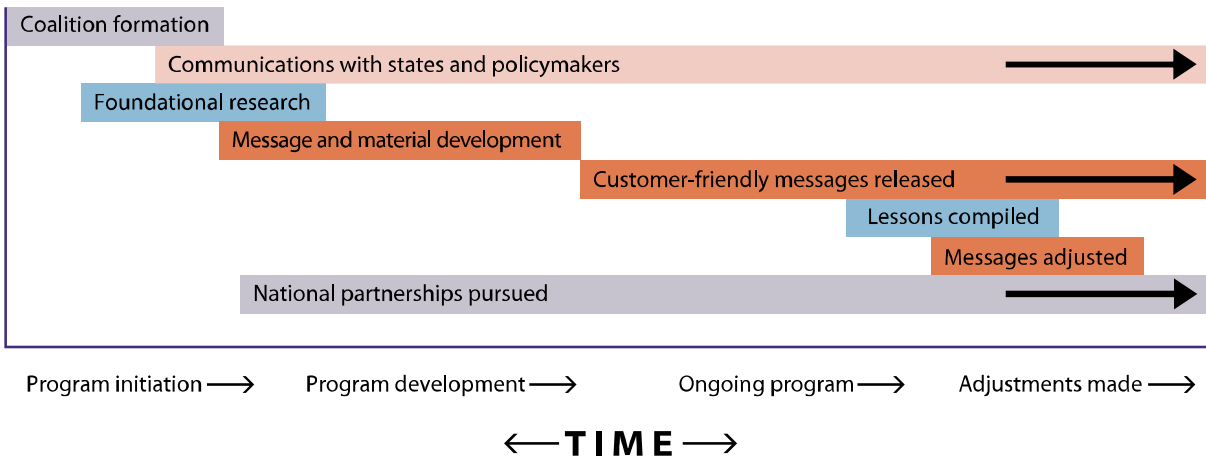 Coalition formation
Communications with states and policymakers
Foundational research
Message and material development
Customer-friendly messages released
Lessons compiled
Messages adjusted
National partnerships pursued
Program initiation Program development Ongoing program Adjustments made
TIME